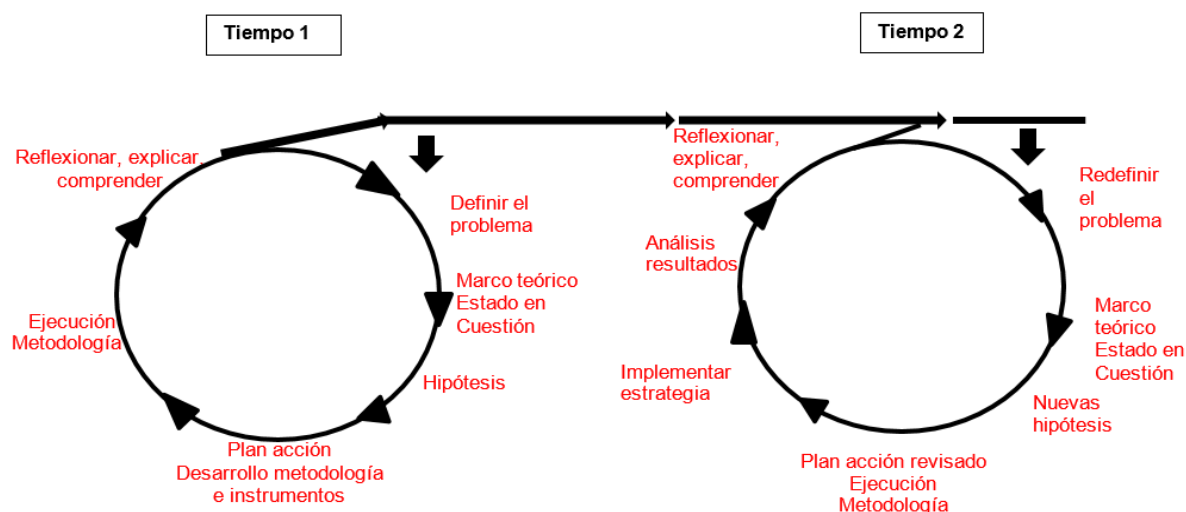 Tiempo 1
Tiempo 2
Reflexionar, explicar,
comprender
Definir el
problema
Marco teórico
Estado en
Cuestión
Hipótesis
Plan acción
Desarrollo metodología
e instrumentos
Ejecución
Metodología
Reflexionar,
explicar,
comprender
Redefinir
el
problema
Marco
teórico
Estado en
Cuestión
Nuevas
hipótesis
Plan acción revisado
Ejecución
Metodología
Implementar
estrategia
Análisis
resultados